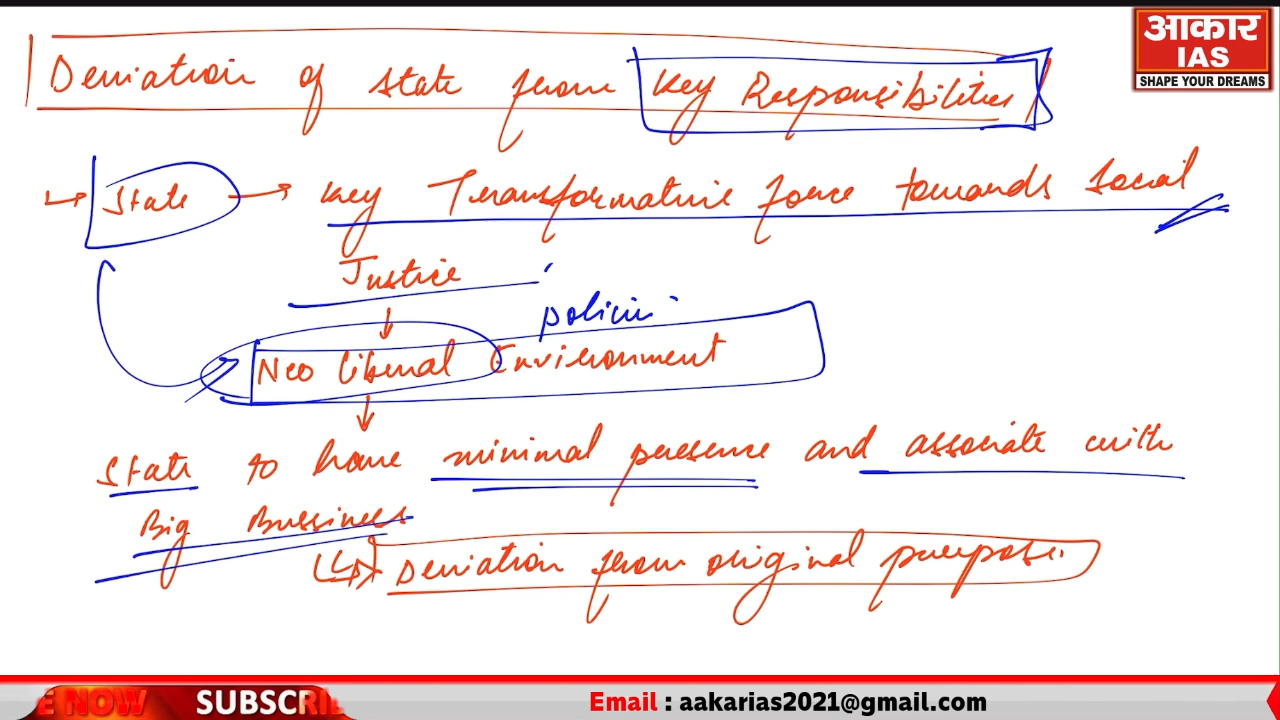 आकार
IAS
SHAPE YOUR DREAMS
Deviation of state from Key Responsibilities
State → Key Transformative force towards Social
Justice
policies
Neo liberal Environment
State to have minimal presence and associate with
Big Bussiness
Deviation from original purpose.
E NOW SUBSCRI
Email : aakarias2021@gmail.com